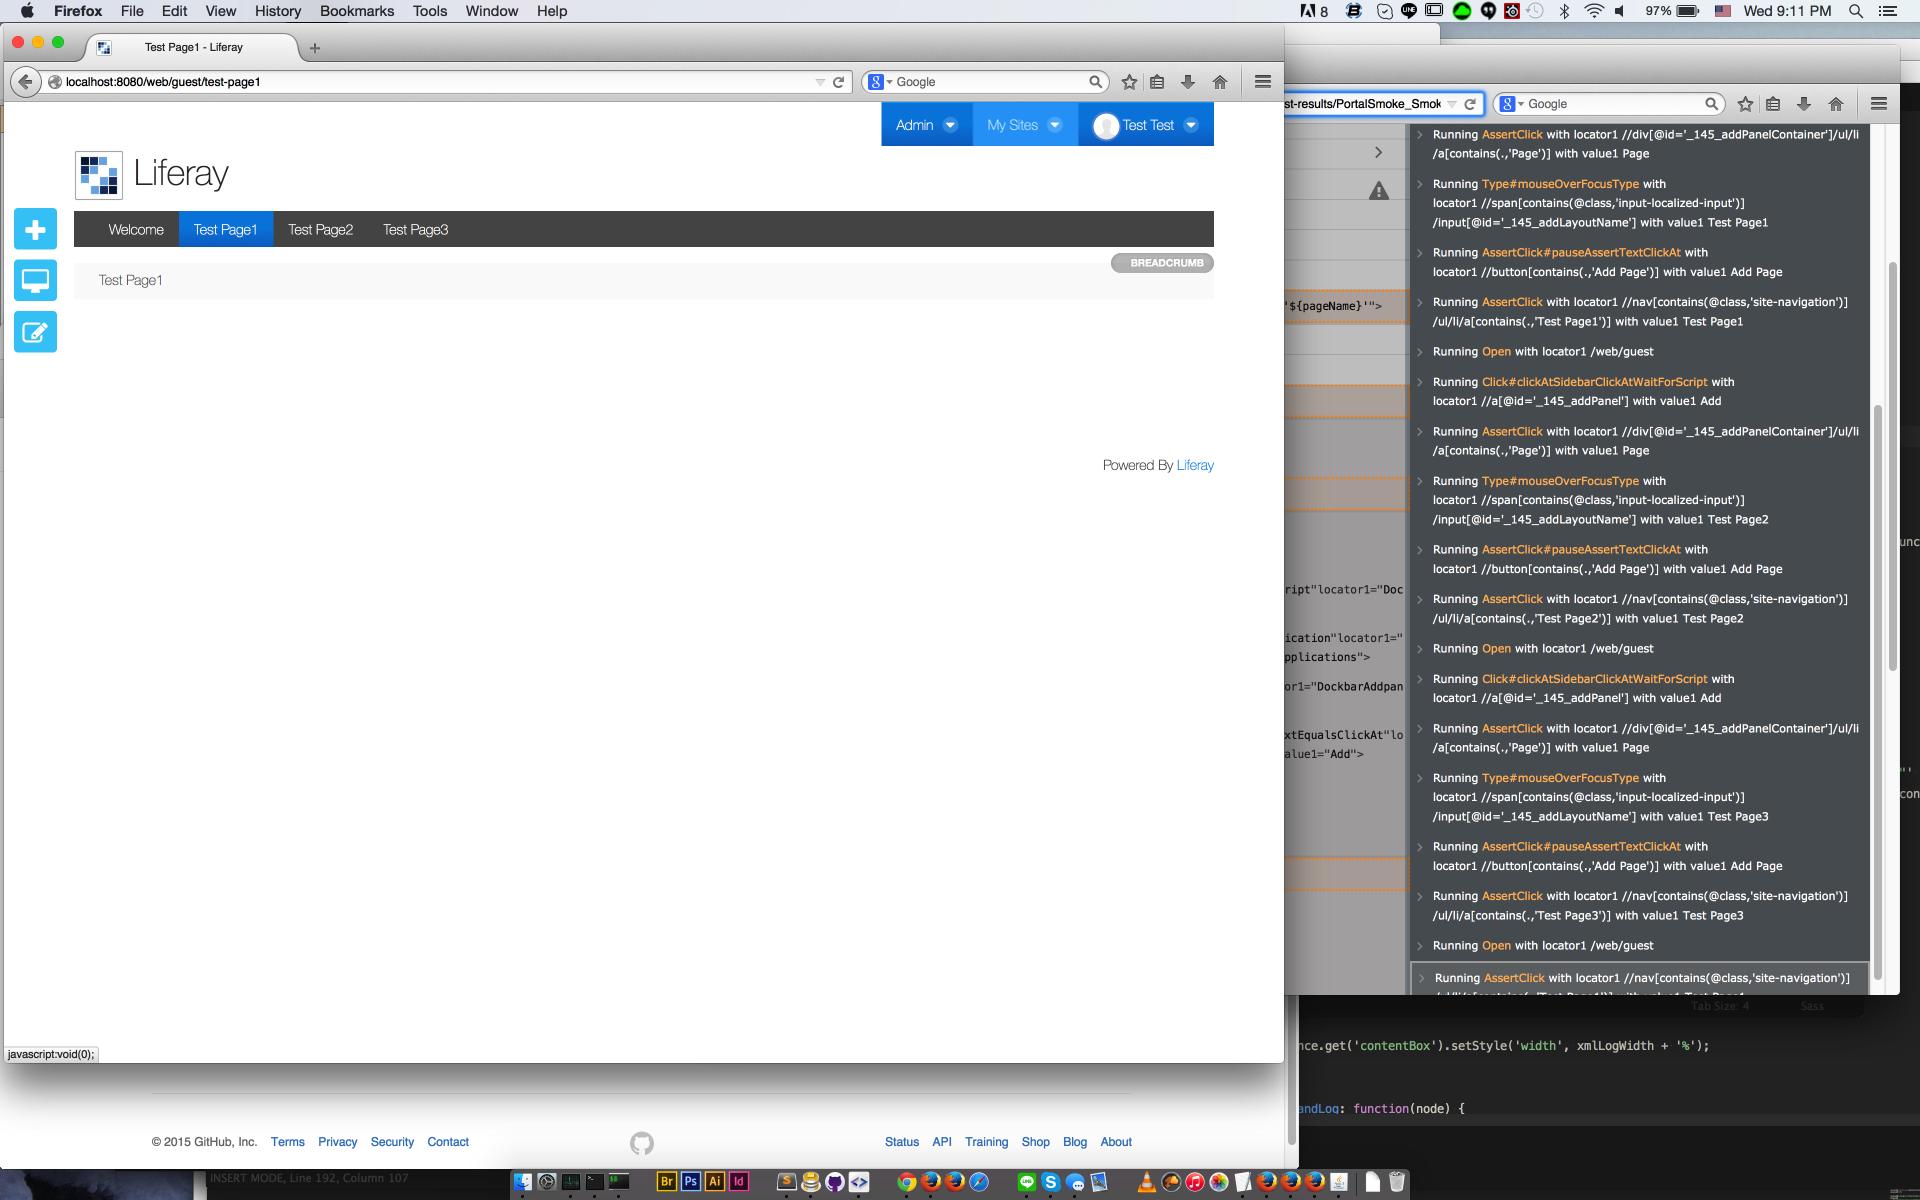 Firefox File Edit View History Bookmarks Tools Window Help
8 97% Wed 9:11 PM
Test Page1 - Liferay
localhost:8080/web/guest/test-page1
Google
Admin My Sites Test Test
Liferay
Welcome Test Page1 Test Page2 Test Page3
BREADCRUMB
Test Page1
Powered By Liferay
javascript:void(0);
st-results/PortalSmoke_Smok
Google
'${pageName}'">
ript"locator1="Doc
ication"locator1="
pplications">
or1="DockbarAddpan
xtEqualsClickAt"lo
alue1="Add">
Running AssertClick with locator1 //div[@id='_145_addPanelContainer']/ul/li
/a[contains(.,'Page')] with value1 Page
Running Type#mouseOverFocusType with
locator1 //span[contains(@class,'input-localized-input')]
/input[@id='_145_addLayoutName'] with value1 Test Page1
Running AssertClick#pauseAssertTextClickAt with
locator1 //button[contains(.,'Add Page')] with value1 Add Page
Running AssertClick with locator1 //nav[contains(@class,'site-navigation')]
/ul/li/a[contains(.,'Test Page1')] with value1 Test Page1
Running Open with locator1 /web/guest
Running Click#clickAtSidebarClickAtWaitForScript with
locator1 //a[@id='_145_addPanel'] with value1 Add
Running AssertClick with locator1 //div[@id='_145_addPanelContainer']/ul/li
/a[contains(.,'Page')] with value1 Page
Running Type#mouseOverFocusType with
locator1 //span[contains(@class,'input-localized-input')]
/input[@id='_145_addLayoutName'] with value1 Test Page2
Running AssertClick#pauseAssertTextClickAt with
locator1 //button[contains(.,'Add Page')] with value1 Add Page
Running AssertClick with locator1 //nav[contains(@class,'site-navigation')]
/ul/li/a[contains(.,'Test Page2')] with value1 Test Page2
Running Open with locator1 /web/guest
Running Click#clickAtSidebarClickAtWaitForScript with
locator1 //a[@id='_145_addPanel'] with value1 Add
Running AssertClick with locator1 //div[@id='_145_addPanelContainer']/ul/li
/a[contains(.,'Page')] with value1 Page
Running Type#mouseOverFocusType with
locator1 //span[contains(@class,'input-localized-input')]
/input[@id='_145_addLayoutName'] with value1 Test Page3
Running AssertClick#pauseAssertTextClickAt with
locator1 //button[contains(.,'Add Page')] with value1 Add Page
Running AssertClick with locator1 //nav[contains(@class,'site-navigation')]
/ul/li/a[contains(.,'Test Page3')] with value1 Test Page3
Running Open with locator1 /web/guest
Running AssertClick with locator1 //nav[contains(@class,'site-navigation')]
unc
con
Tab Size: 4 Sass
nce.get('contentBox').setStyle('width', xmlLogWidth + '%');
andLog: function(node) {
© 2015 GitHub, Inc. Terms Privacy Security Contact
Status API Training Shop Blog About
INSERT MODE, Line 192, Column 107
Br Ps Ai Id